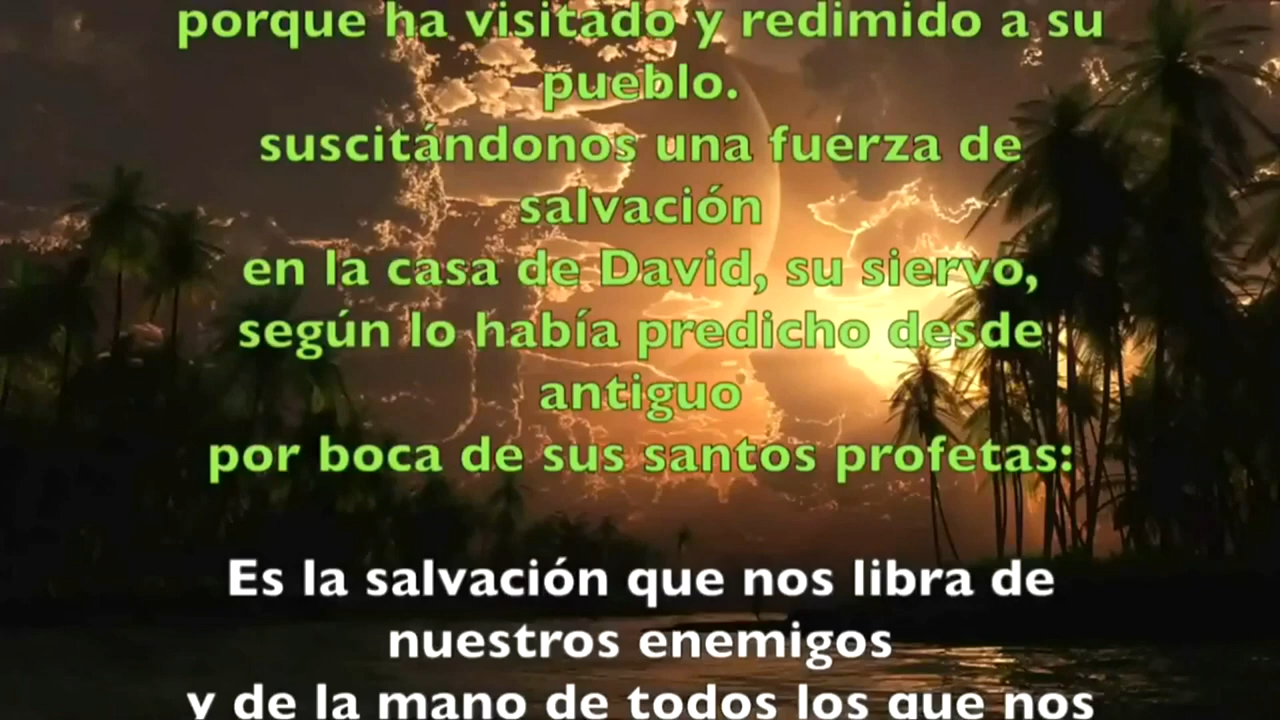 porque ha visitado y redimido a su
pueblo.
suscitándonos una fuerza de
salvación
en la casa de David, su siervo,
según lo había predicho desde
antiguo
por boca de sus santos profetas:
Es la salvación que nos libra de
nuestros enemigos
y de la mano de todos los que nos